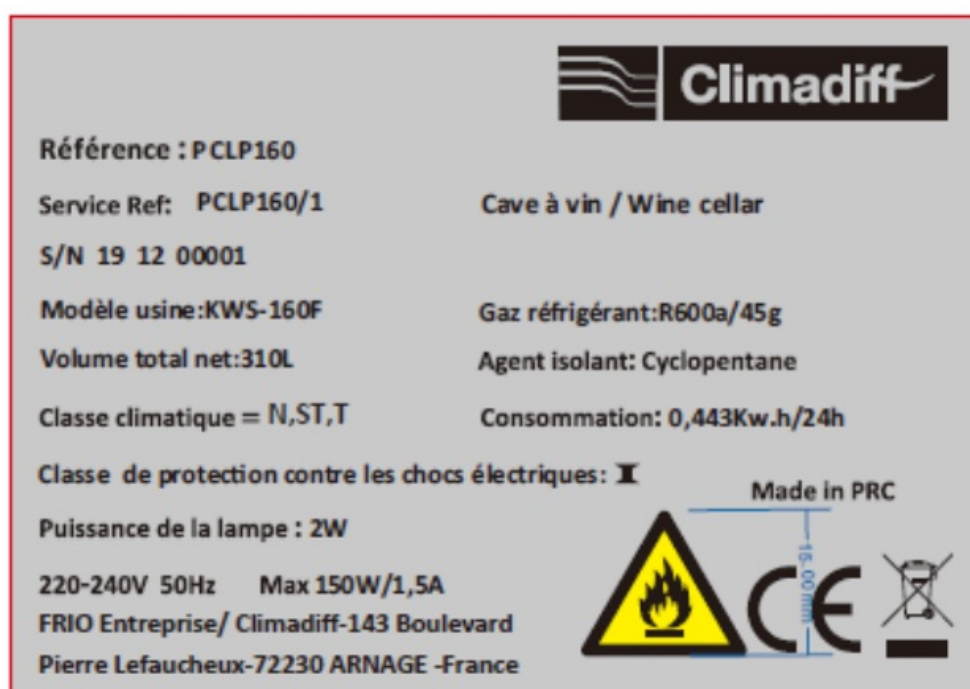 Climadiff
Référence : PCLP160
Service Ref: PCLP160/1
Cave à vin / Wine cellar
S/N 19 12 00001
Modèle usine:KWS-160F
Gaz réfrigérant:R600a/45g
Volume total net:310L
Agent isolant: Cyclopentane
Classe climatique = N,ST,T
Consommation: 0,443Kw.h/24h
Classe de protection contre les chocs électriques: I
Made in PRC
Puissance de la lampe : 2W
15.00 mm
CE
220-240V 50Hz Max 150W/1,5A
FRIO Entreprise/ Climadiff-143 Boulevard
Pierre Lefaucheux-72230 ARNAGE -France